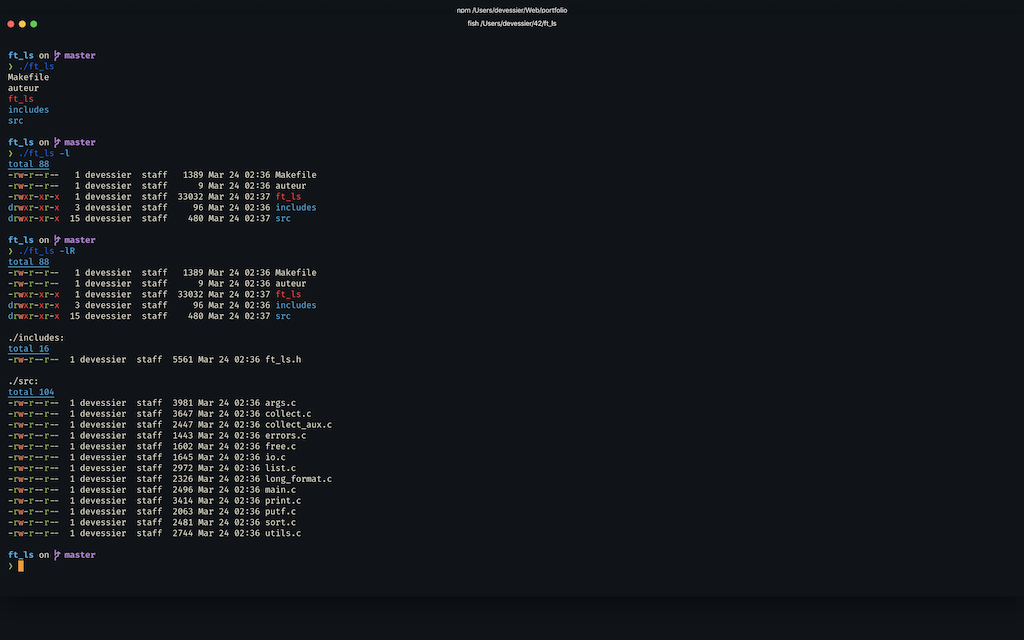 npm /Users/devessier/Web/portfolio
fish /Users/devessier/42/ft_ls
ft_ls on master
❯ ./ft_ls
Makefile
auteur
ft_ls
includes
src
ft_ls on master
❯ ./ft_ls -l
total 88
-rw-r--r-- 1 devessier staff 1389 Mar 24 02:36 Makefile
-rw-r--r-- 1 devessier staff 9 Mar 24 02:36 auteur
-rwxr-xr-x 1 devessier staff 33032 Mar 24 02:37 ft_ls
drwxr-xr-x 3 devessier staff 96 Mar 24 02:36 includes
drwxr-xr-x 15 devessier staff 480 Mar 24 02:37 src
ft_ls on master
❯ ./ft_ls -lR
total 88
-rw-r--r-- 1 devessier staff 1389 Mar 24 02:36 Makefile
-rw-r--r-- 1 devessier staff 9 Mar 24 02:36 auteur
-rwxr-xr-x 1 devessier staff 33032 Mar 24 02:37 ft_ls
drwxr-xr-x 3 devessier staff 96 Mar 24 02:36 includes
drwxr-xr-x 15 devessier staff 480 Mar 24 02:37 src
./includes:
total 16
-rw-r--r-- 1 devessier staff 5561 Mar 24 02:36 ft_ls.h
./src:
total 104
-rw-r--r-- 1 devessier staff 3981 Mar 24 02:36 args.c
-rw-r--r-- 1 devessier staff 3647 Mar 24 02:36 collect.c
-rw-r--r-- 1 devessier staff 2447 Mar 24 02:36 collect_aux.c
-rw-r--r-- 1 devessier staff 1443 Mar 24 02:36 errors.c
-rw-r--r-- 1 devessier staff 1602 Mar 24 02:36 free.c
-rw-r--r-- 1 devessier staff 1645 Mar 24 02:36 io.c
-rw-r--r-- 1 devessier staff 2972 Mar 24 02:36 list.c
-rw-r--r-- 1 devessier staff 2326 Mar 24 02:36 long_format.c
-rw-r--r-- 1 devessier staff 2496 Mar 24 02:36 main.c
-rw-r--r-- 1 devessier staff 3414 Mar 24 02:36 print.c
-rw-r--r-- 1 devessier staff 2063 Mar 24 02:36 putf.c
-rw-r--r-- 1 devessier staff 2481 Mar 24 02:36 sort.c
-rw-r--r-- 1 devessier staff 2744 Mar 24 02:36 utils.c
ft_ls on master
❯